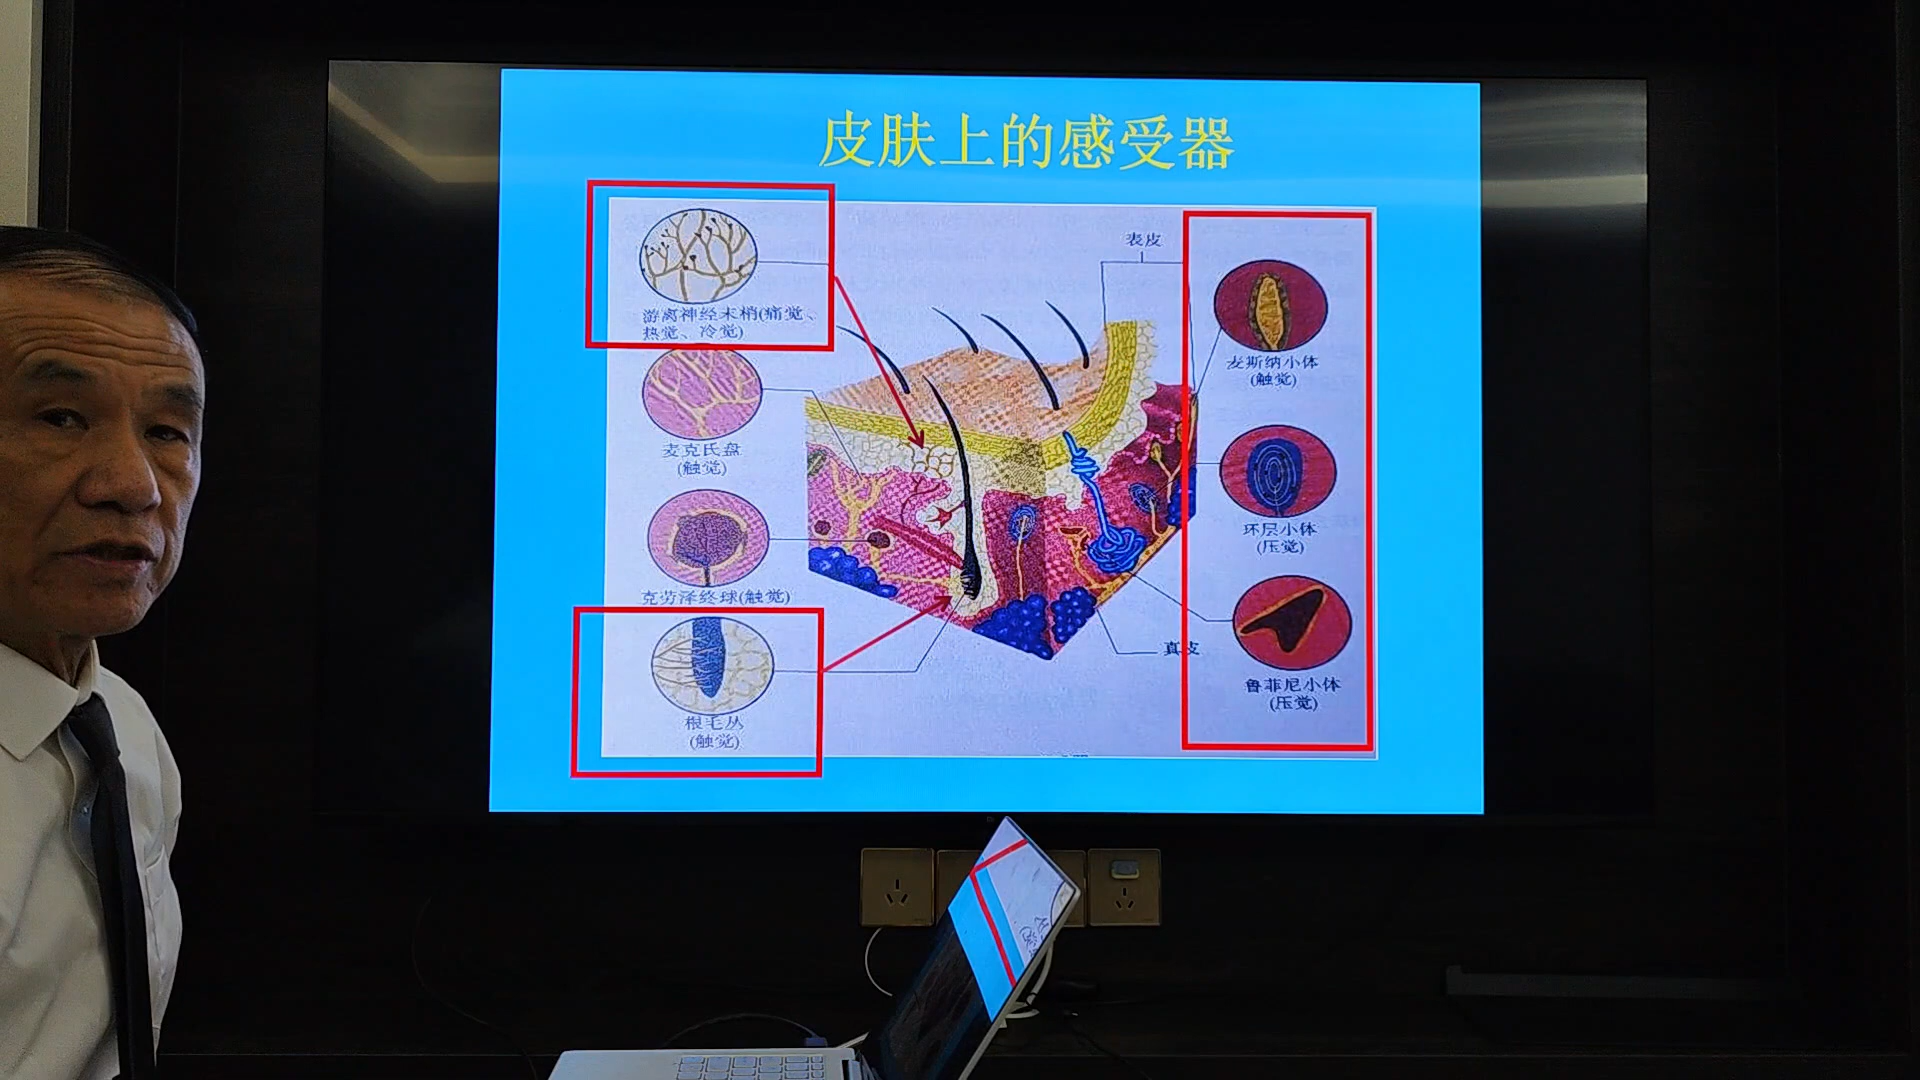 皮肤上的感受器
游离神经末梢(痛觉、
热觉、冷觉)
麦克氏盘
(触觉)
克劳泽终球(触觉)
根毛丛
(触觉)
表皮
真皮
麦斯纳小体
(触觉)
环层小体
(压觉)
鲁菲尼小体
(压觉)